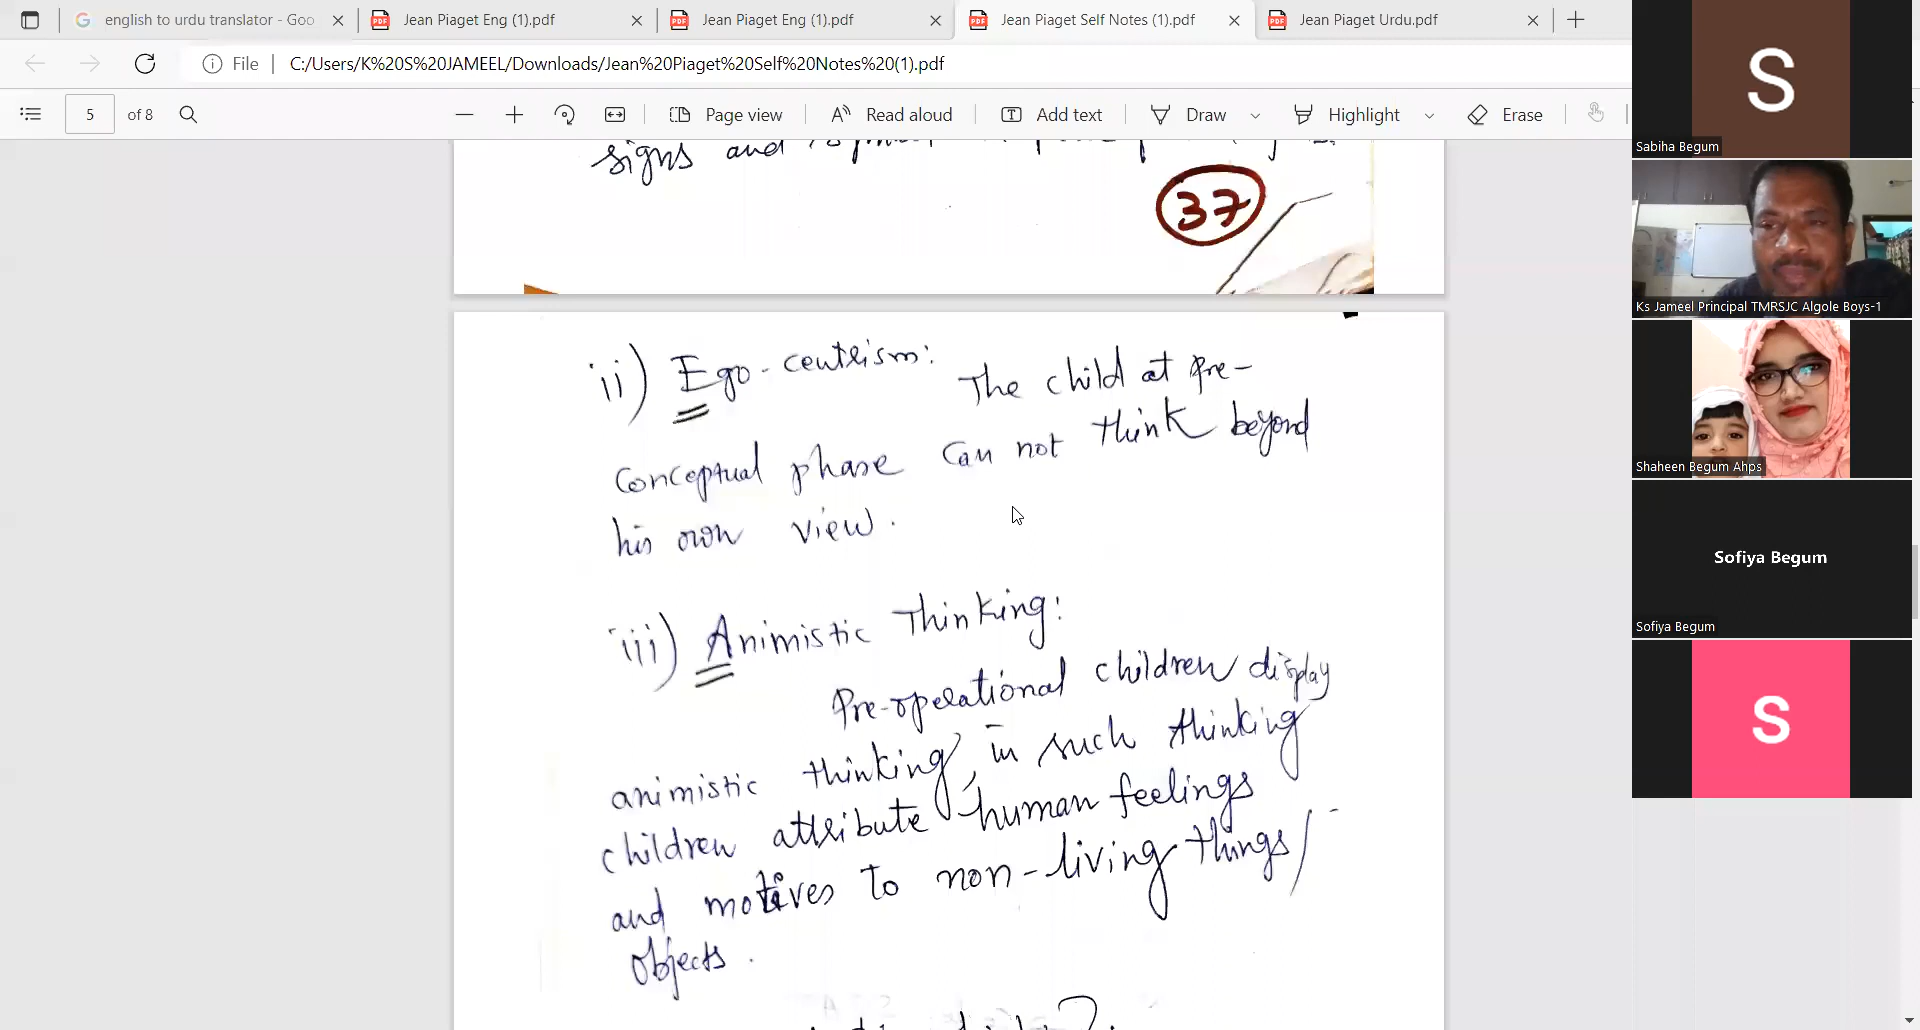 english to urdu translator - Goo
Jean Piaget Eng (1).pdf
Jean Piaget Eng (1).pdf
Jean Piaget Self Notes (1).pdf
Jean Piaget Urdu.pdf
File
C:/Users/K%20S%20JAMEEL/Downloads/Jean%20Piaget%20Self%20Notes%20(1).pdf
5 of 8
Page view
Read aloud
Add text
Draw
Highlight
Erase
signs and
37
ii) Ego-centrism: The child at Pre-
Conceptual phase Can not think beyond
his own view.
iii) Animistic Thinking:
Pre-operational children display
animistic thinking, in such thinking
children attribute human feelings
and motives to non-living things/
objects.
S
Sabiha Begum
Ks Jameel Principal TMRSJC Algole Boys-1
Shaheen Begum Ahps
Sofiya Begum
Sofiya Begum
S